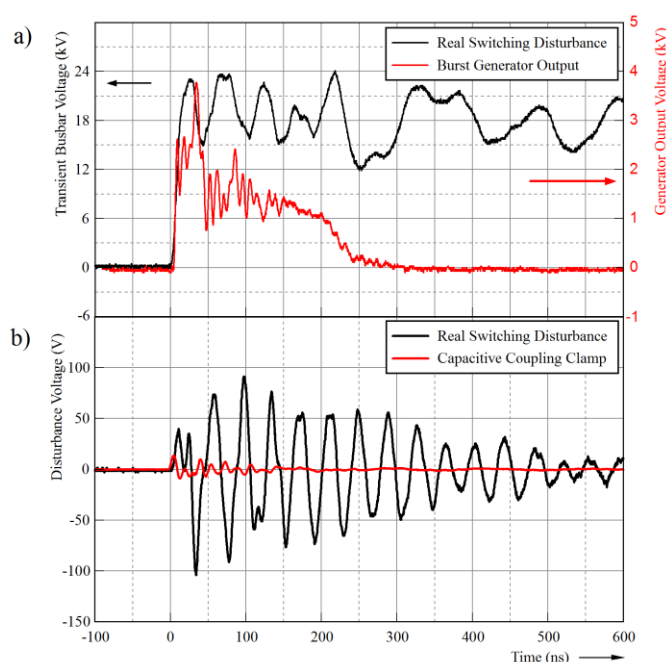 a)
Transient Busbar Voltage (kV)
24
18
12
6
0
-6
Real Switching Disturbance
Burst Generator Output
5
4
3
2
1
0
-1
Generator Output Voltage (kV)
b)
Disturbance Voltage (V)
100
50
0
-50
-100
-150
Real Switching Disturbance
Capacitive Coupling Clamp
-100 0 100 200 300 400 500 600
Time (ns)